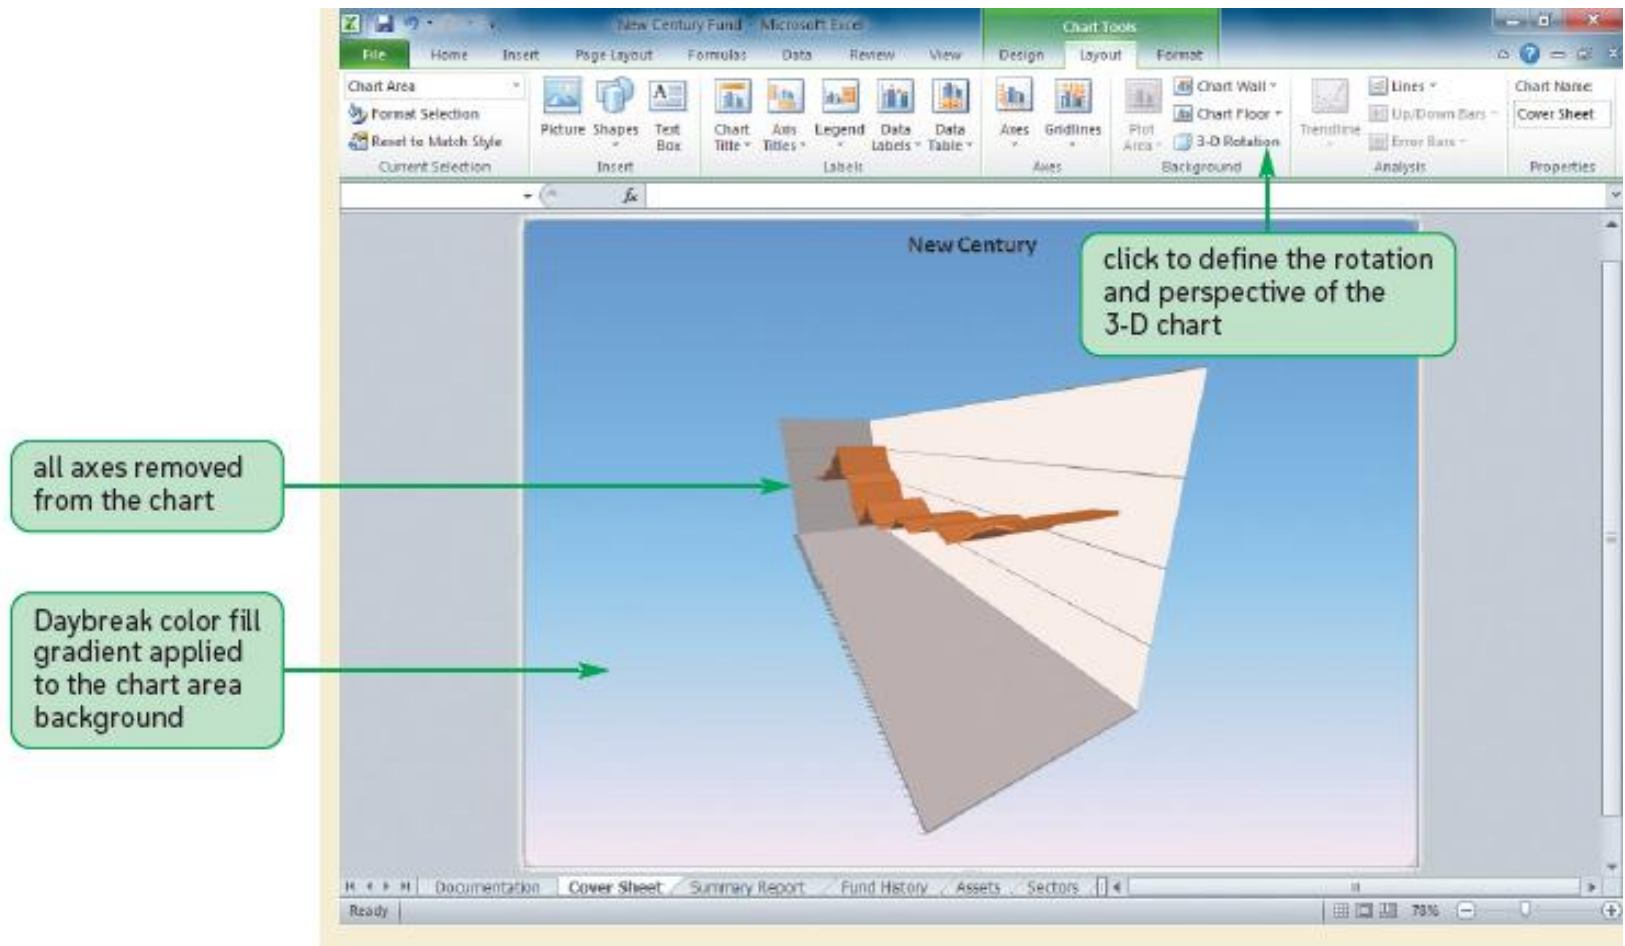 New Century Fund - Microsoft Excel
Chart Tools
File Home Insert Page Layout Formulas Data Review View Design Layout Format
Chart Area
Format Selection
Reset to Match Style
Current Selection
Picture Shapes Text Box
Insert
Chart Title Axis Titles Legend Data Labels Data Table
Labels
Axes Gridlines
Axes
Plot Area
Chart Wall
Chart Floor
3-D Rotation
Background
Trendline
Lines
Up/Down Bars
Error Bars
Analysis
Chart Name:
Cover Sheet
Properties
fx
New Century
click to define the rotation
and perspective of the
3-D chart
all axes removed
from the chart
Daybreak color fill
gradient applied
to the chart area
background
Documentation Cover Sheet Summary Report Fund History Assets Sectors
Ready
78%